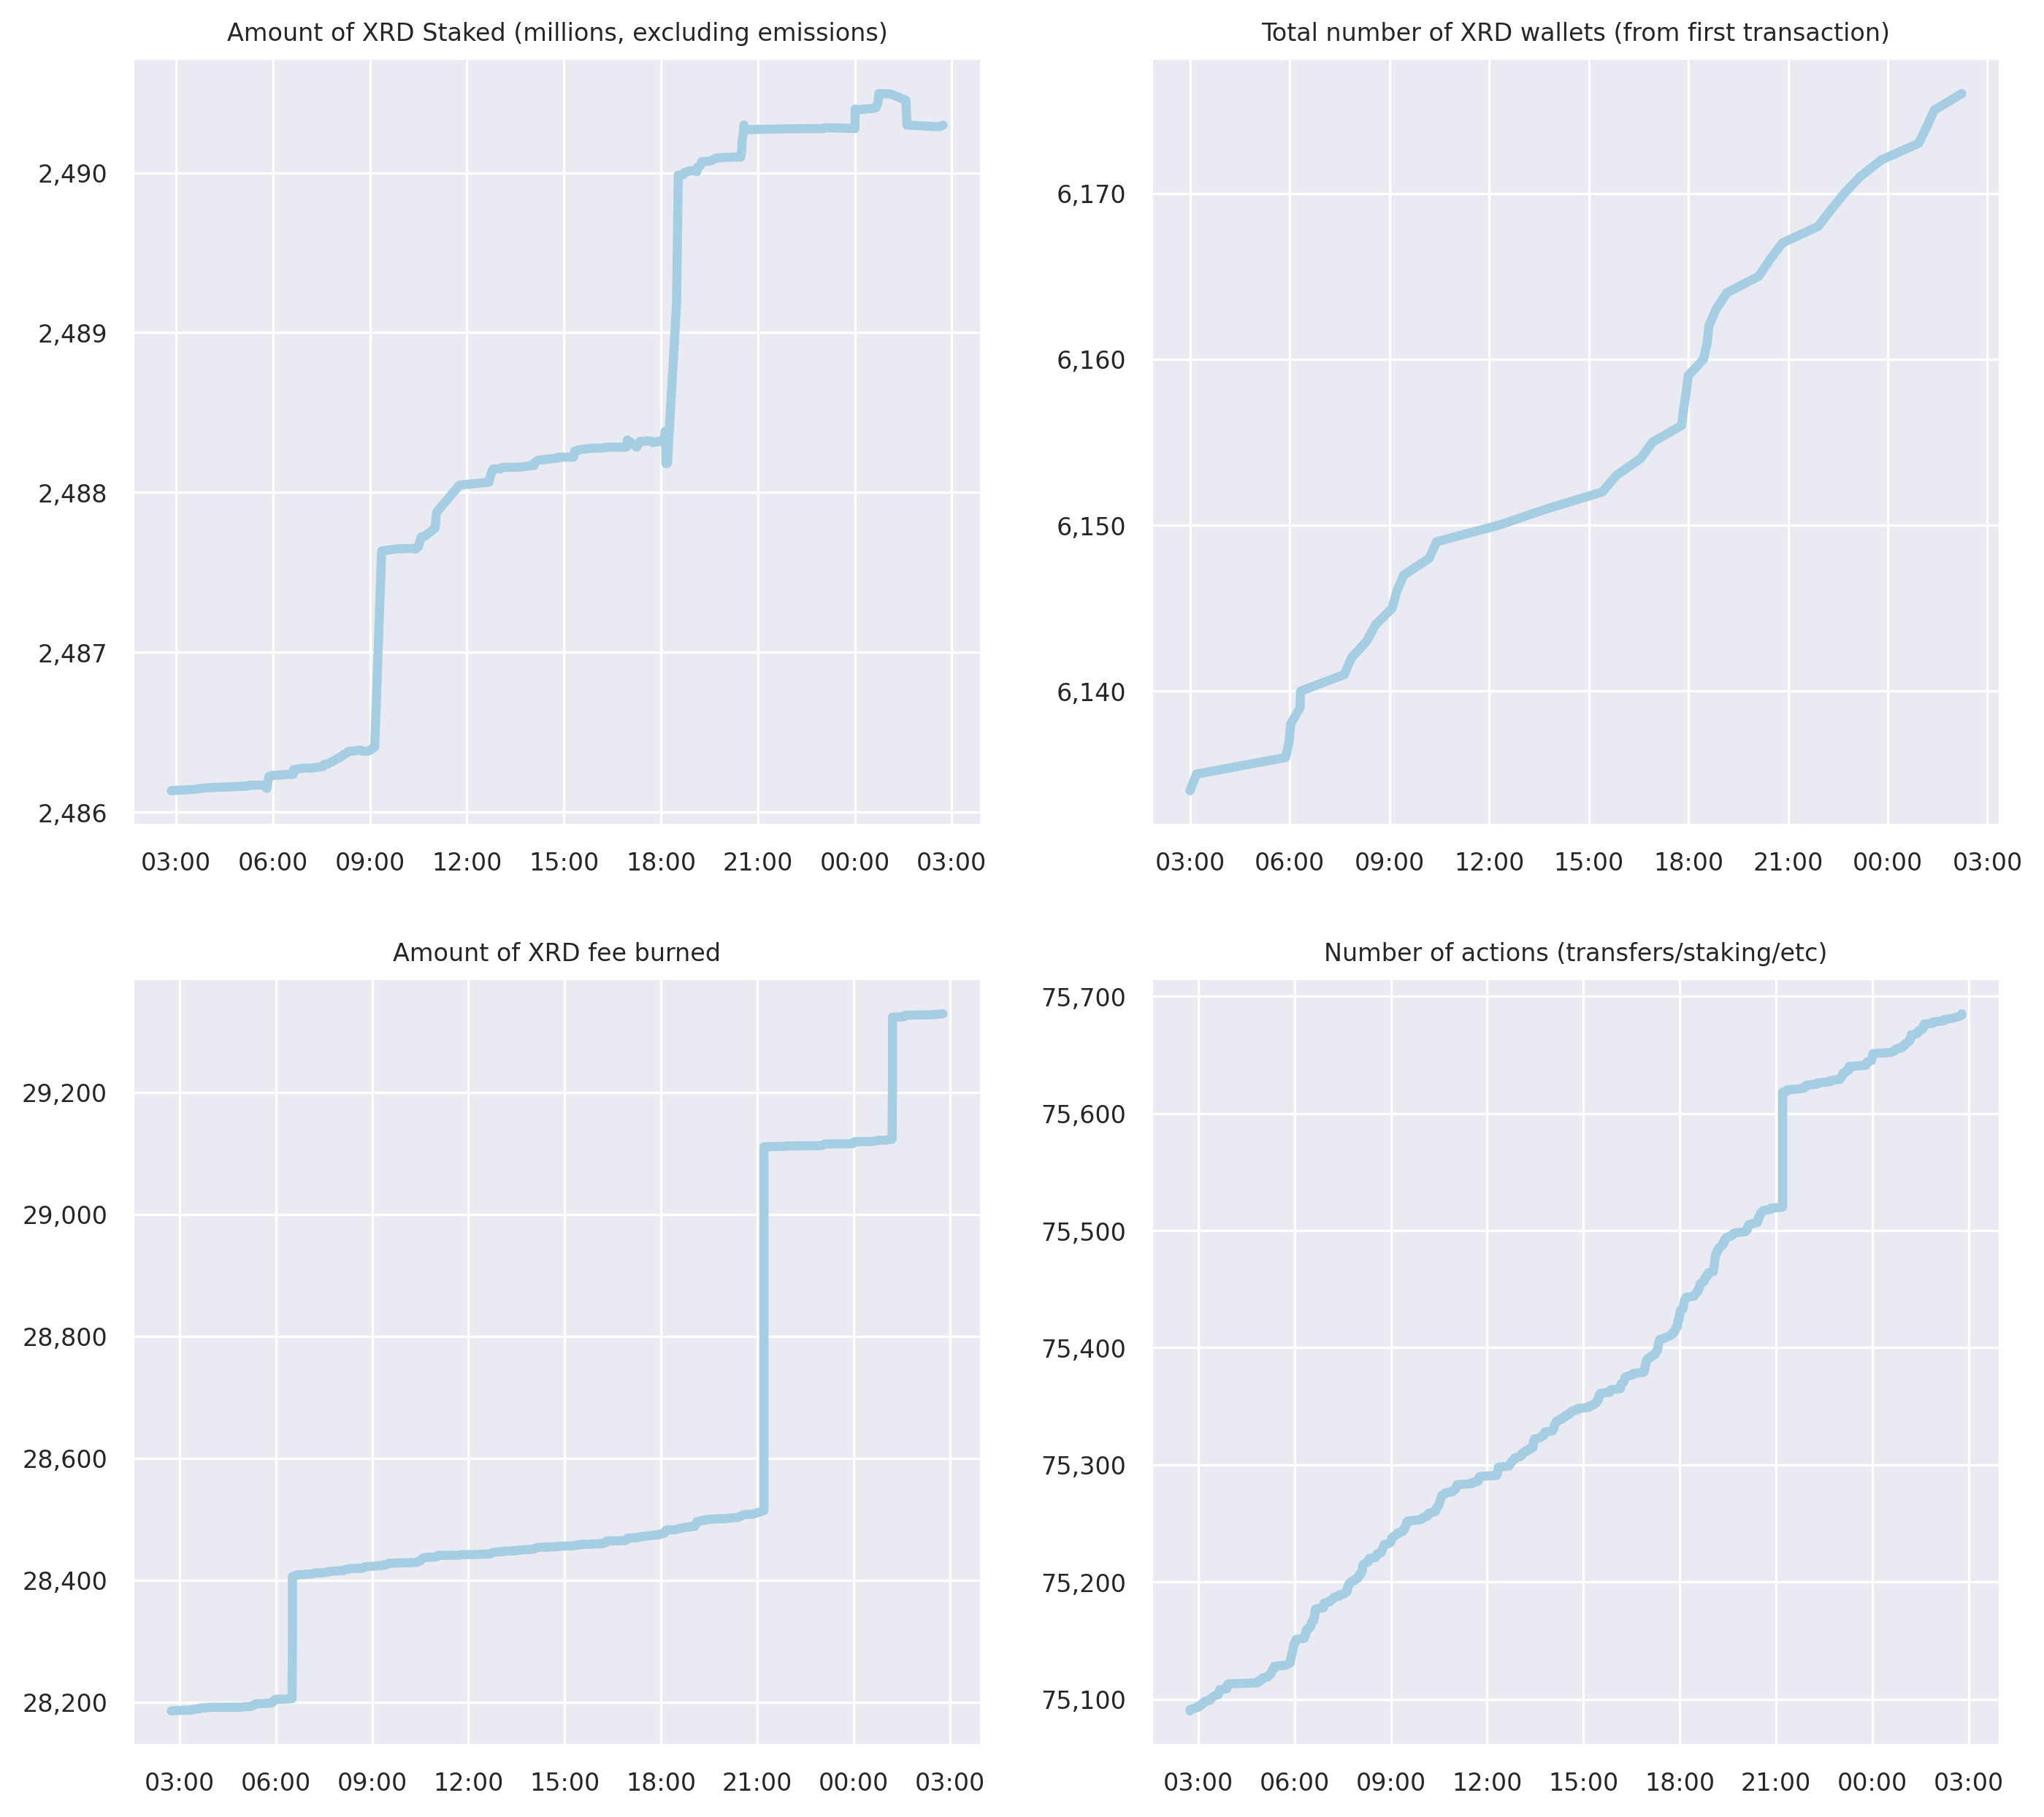 Amount of XRD Staked (millions, excluding emissions)
2,490
2,489
2,488
2,487
2,486
03:00 06:00 09:00 12:00 15:00 18:00 21:00 00:00 03:00
Total number of XRD wallets (from first transaction)
6,170
6,160
6,150
6,140
03:00 06:00 09:00 12:00 15:00 18:00 21:00 00:00 03:00
Amount of XRD fee burned
29,200
29,000
28,800
28,600
28,400
28,200
03:00 06:00 09:00 12:00 15:00 18:00 21:00 00:00 03:00
Number of actions (transfers/staking/etc)
75,700
75,600
75,500
75,400
75,300
75,200
75,100
03:00 06:00 09:00 12:00 15:00 18:00 21:00 00:00 03:00